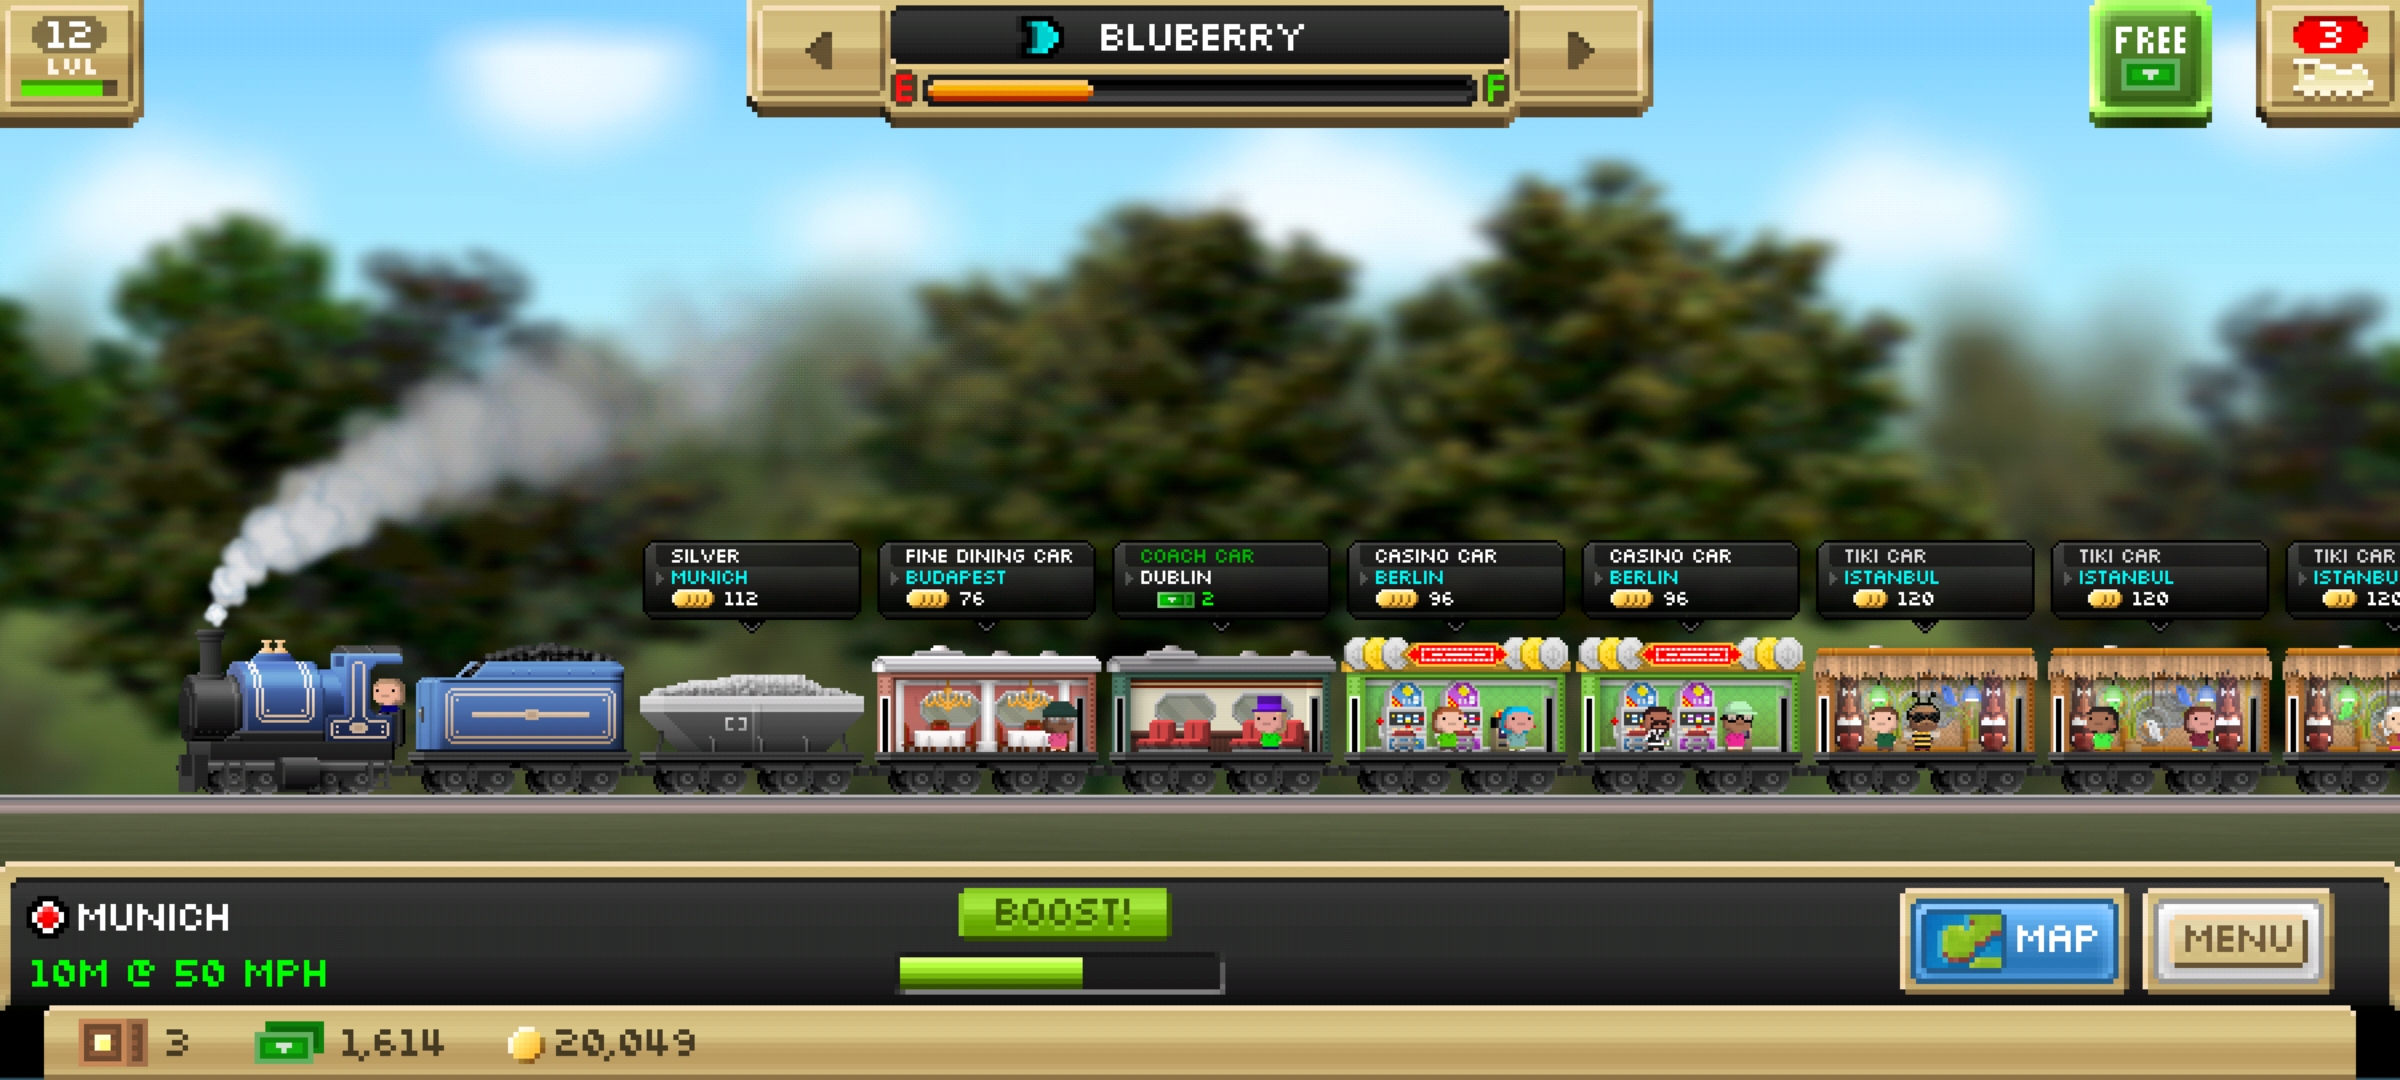 12
LVL
BLUBERRY
E F
FREE
3
SILVER
MUNICH
112
FINE DINING CAR
BUDAPEST
76
COACH CAR
DUBLIN
2
CASINO CAR
BERLIN
96
CASINO CAR
BERLIN
96
TIKI CAR
ISTANBUL
120
TIKI CAR
ISTANBUL
120
TIKI CAR
ISTANBU
120
MUNICH
10M @ 50 MPH
BOOST!
MAP
MENU
3
1,614
20,049